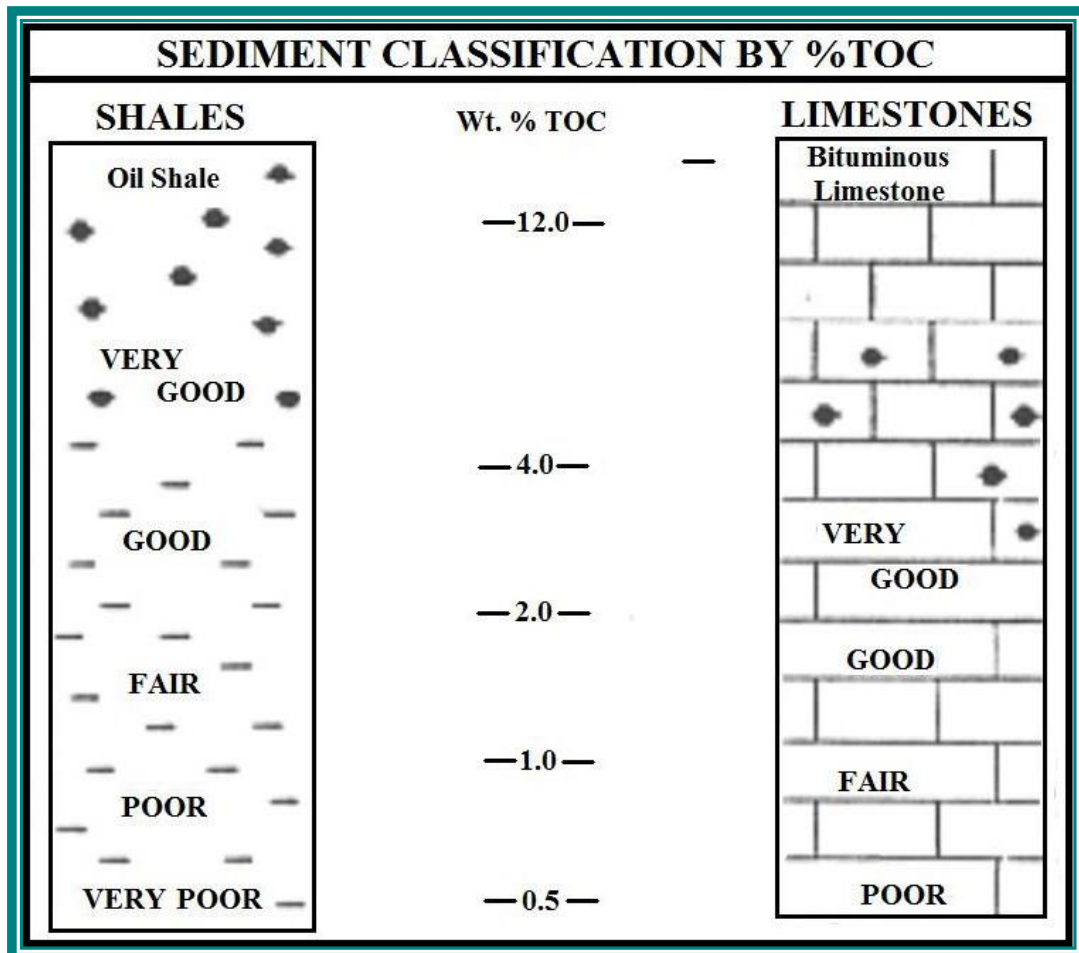 SEDIMENT CLASSIFICATION BY %TOC
SHALES
Oil Shale
VERY
GOOD
GOOD
FAIR
POOR
VERY POOR
Wt. % TOC
12.0
4.0
2.0
1.0
0.5
LIMESTONES
Bituminous
Limestone
VERY
GOOD
GOOD
FAIR
POOR